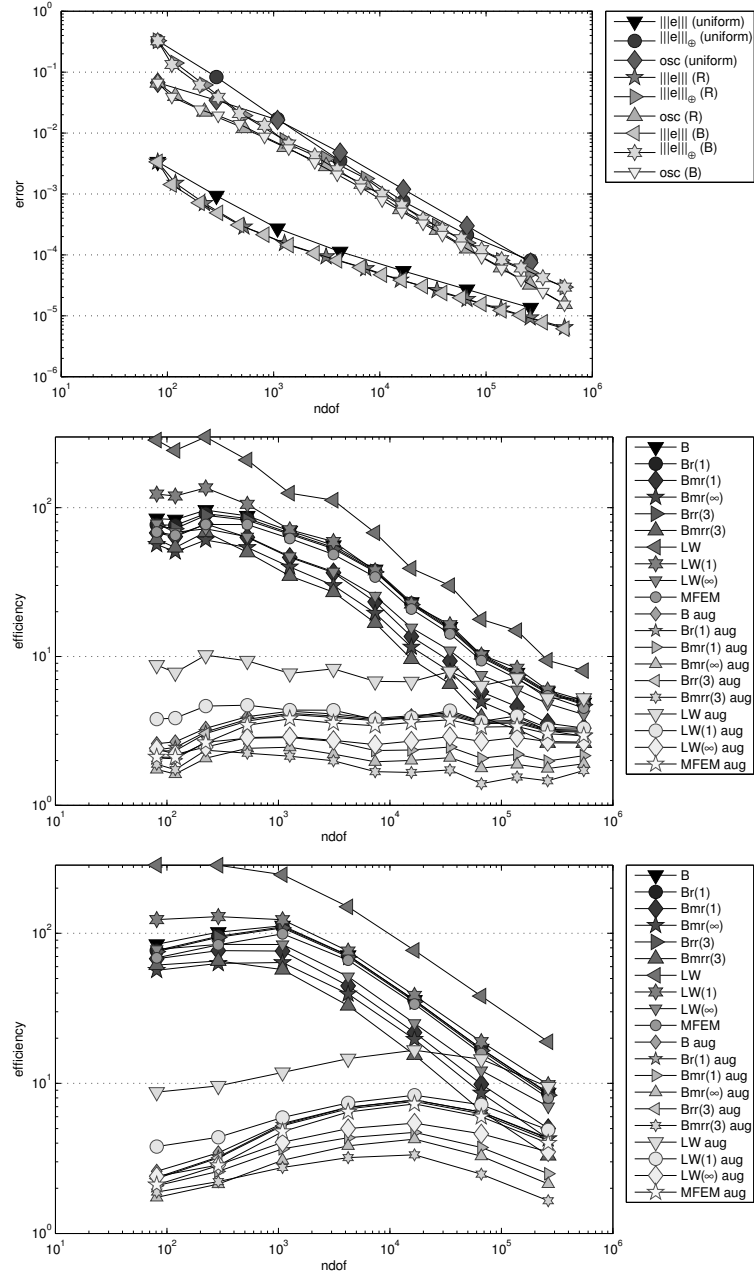 10^0
10^−1
10^−2
10^−3
10^−4
10^−5
10^−6
error
10^1 10^2 10^3 10^4 10^5 10^6
ndof
|||e||| (uniform)
|||e|||⊕ (uniform)
osc (uniform)
|||e||| (R)
|||e|||⊕ (R)
osc (R)
|||e||| (B)
|||e|||⊕ (B)
osc (B)
10^2
10^1
10^0
efficiency
10^1 10^2 10^3 10^4 10^5 10^6
ndof
B
Br(1)
Bmr(1)
Bmr(∞)
Brr(3)
Bmrr(3)
LW
LW(1)
LW(∞)
MFEM
B aug
Br(1) aug
Bmr(1) aug
Bmr(∞) aug
Brr(3) aug
Bmrr(3) aug
LW aug
LW(1) aug
LW(∞) aug
MFEM aug
10^2
10^1
10^0
efficiency
10^1 10^2 10^3 10^4 10^5 10^6
ndof
B
Br(1)
Bmr(1)
Bmr(∞)
Brr(3)
Bmrr(3)
LW
LW(1)
LW(∞)
MFEM
B aug
Br(1) aug
Bmr(1) aug
Bmr(∞) aug
Brr(3) aug
Bmrr(3) aug
LW aug
LW(1) aug
LW(∞) aug
MFEM aug